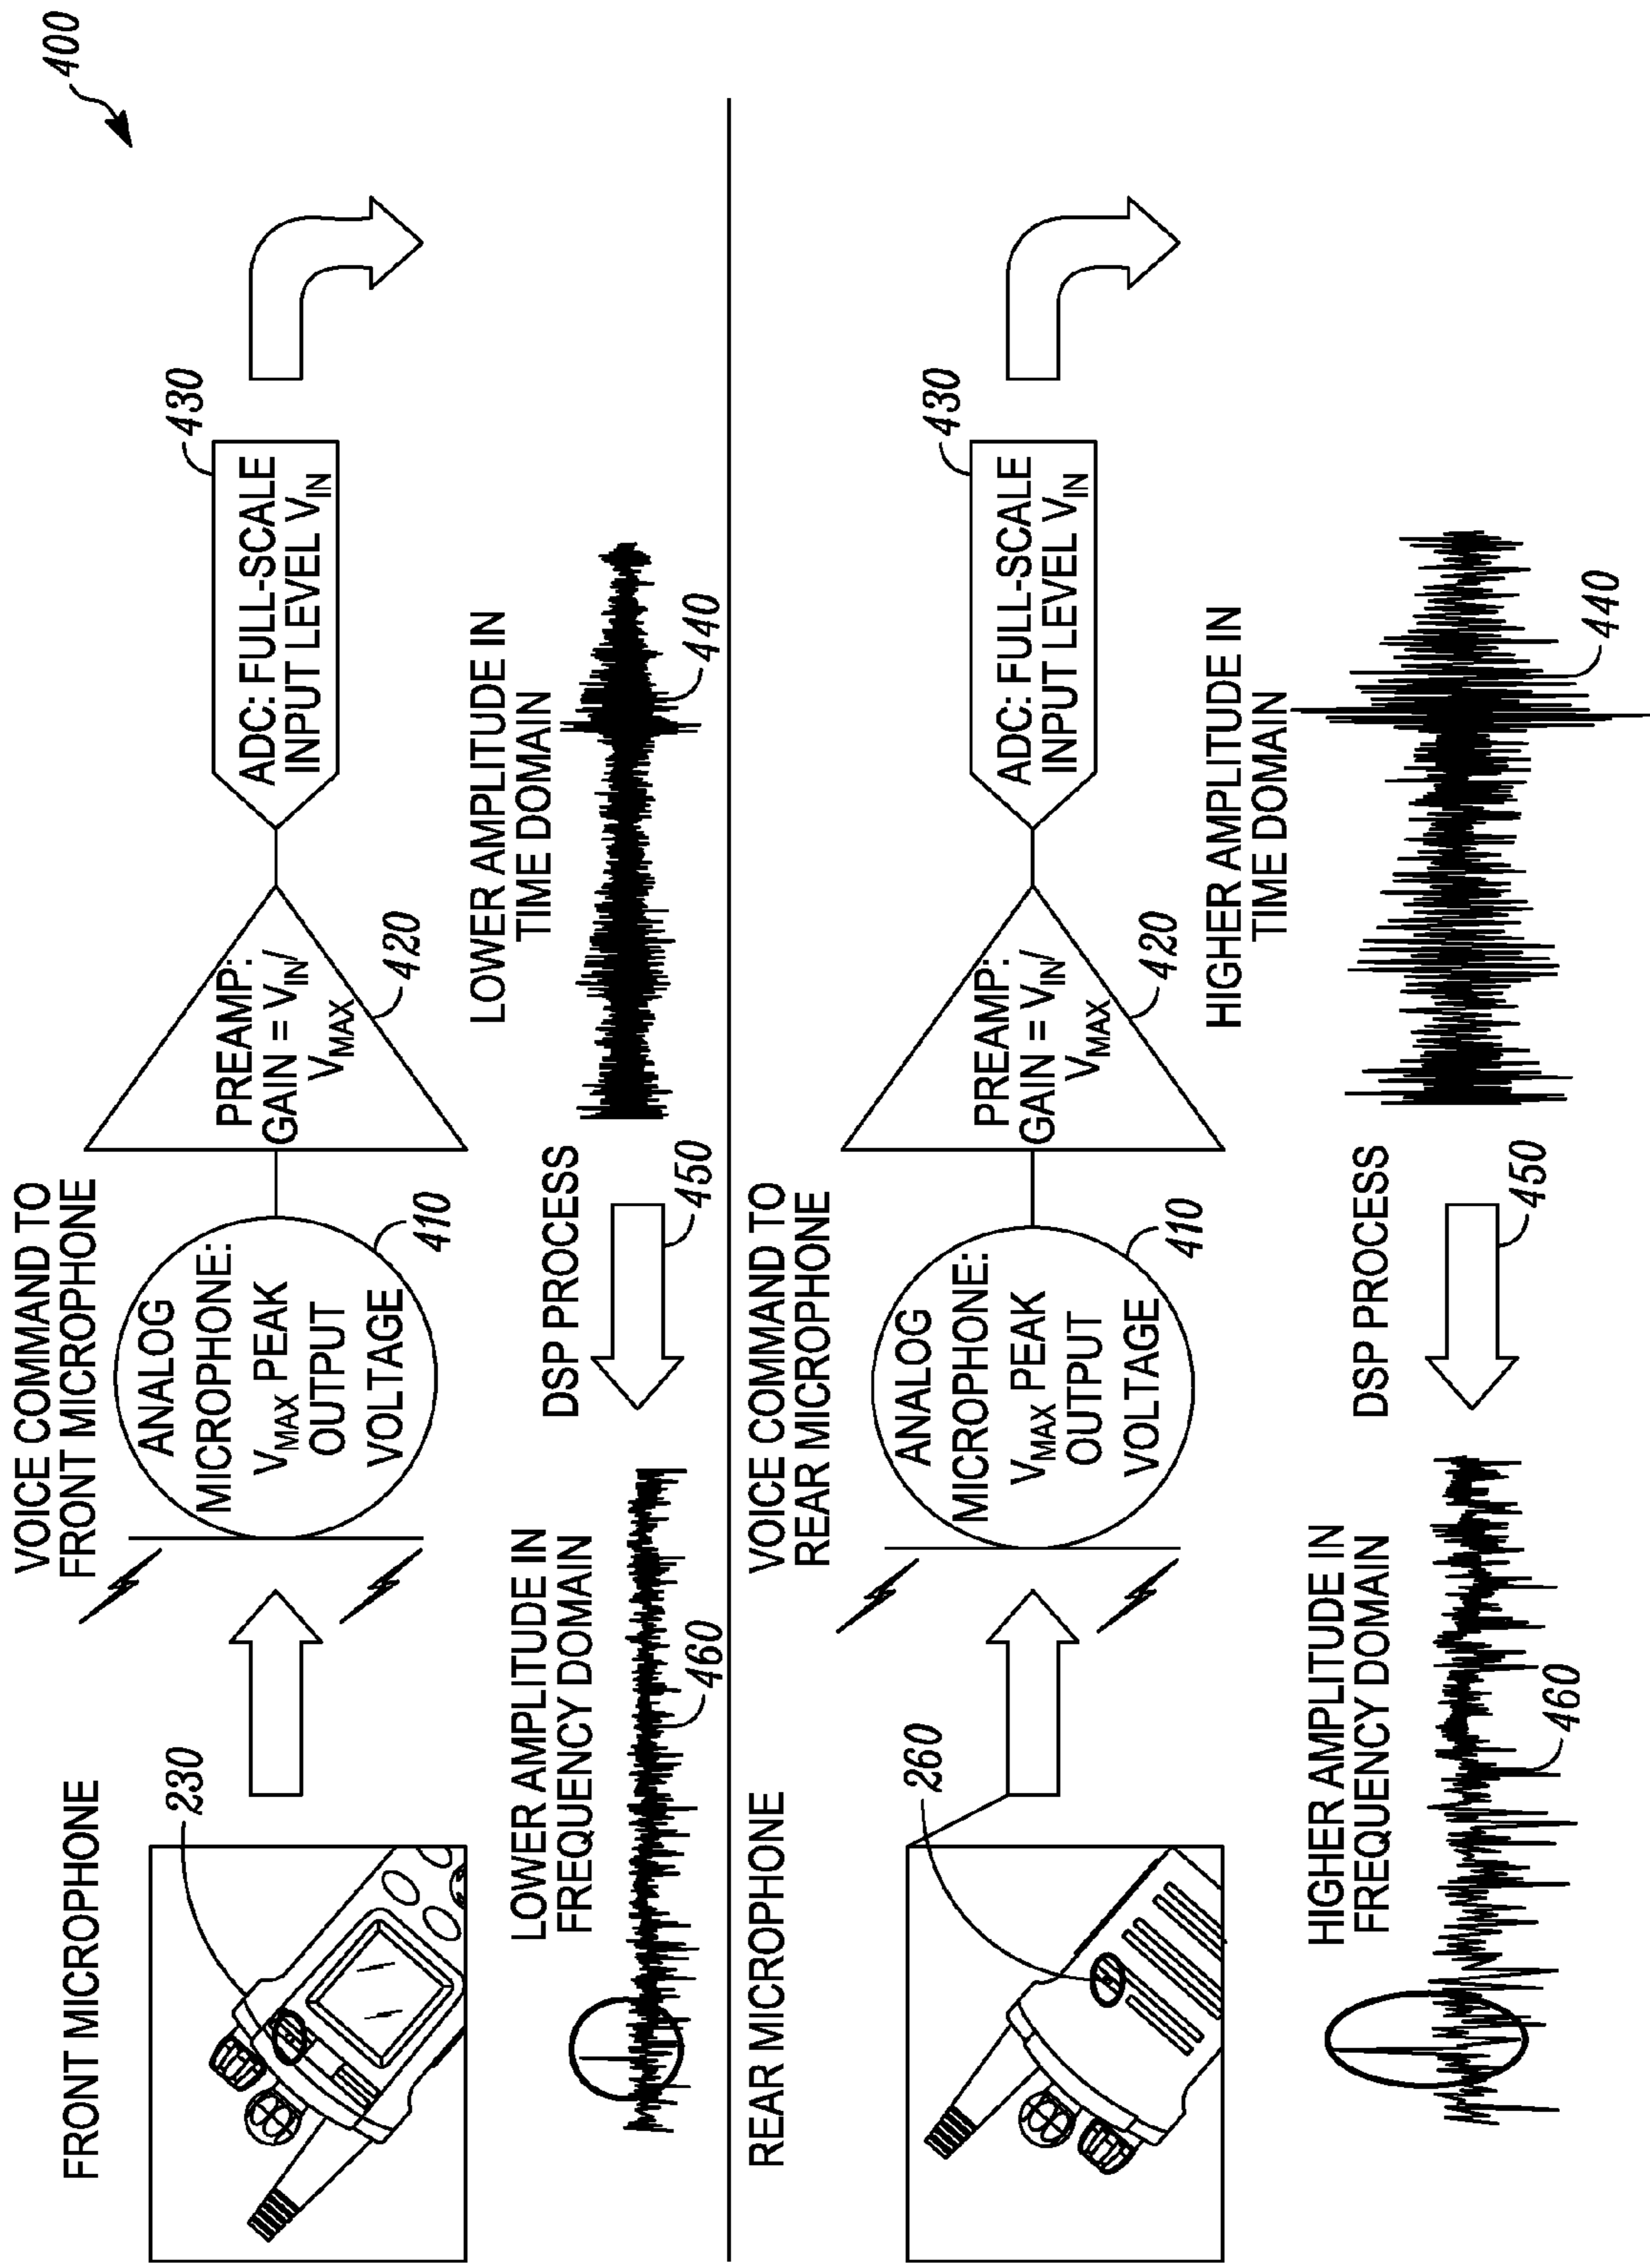 400
FRONT MICROPHONE
230
VOICE COMMAND TO
FRONT MICROPHONE
ANALOG
MICROPHONE:
VMAX PEAK
OUTPUT
VOLTAGE
410
PREAMP:
GAIN = VIN/
VMAX
420
ADC: FULL-SCALE
INPUT LEVEL VIN
430
LOWER AMPLITUDE IN
FREQUENCY DOMAIN
460
DSP PROCESS
450
LOWER AMPLITUDE IN
TIME DOMAIN
440
REAR MICROPHONE
260
VOICE COMMAND TO
REAR MICROPHONE
ANALOG
MICROPHONE:
VMAX PEAK
OUTPUT
VOLTAGE
410
PREAMP:
GAIN = VIN/
VMAX
420
ADC: FULL-SCALE
INPUT LEVEL VIN
430
HIGHER AMPLITUDE IN
FREQUENCY DOMAIN
460
DSP PROCESS
450
HIGHER AMPLITUDE IN
TIME DOMAIN
440